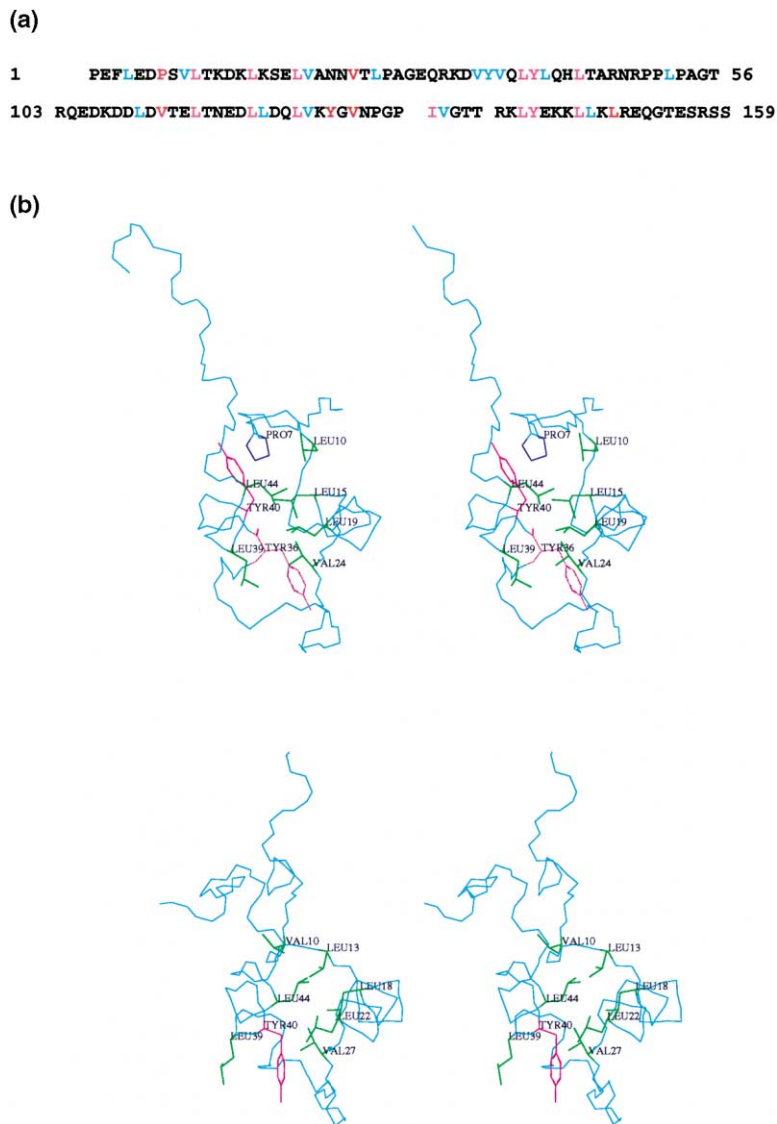 (a)
1 PEFLEDPSVLTKDKLKSELVANNVTLPAGEQRKDVYVQLYLQHLTARNRPPLPAGT 56
103 RQEDKDDLDVTELTNEDLLDQLVKYGVNPGP IVGTT RKLYEKKLLKLREQGTESRSS 159
(b)
PRO7 LEU10 PRO7 LEU10
LEU44 LEU15 LEU44 LEU15
TYR40 LEU19 TYR40 LEU19
LEU39 TYR36 VAL24 LEU39 TYR36 VAL24
VAL10 LEU13 VAL10 LEU13
LEU44 LEU18 LEU44 LEU18
LEU22 LEU22
LEU39 TYR40 VAL27 LEU39 TYR40 VAL27